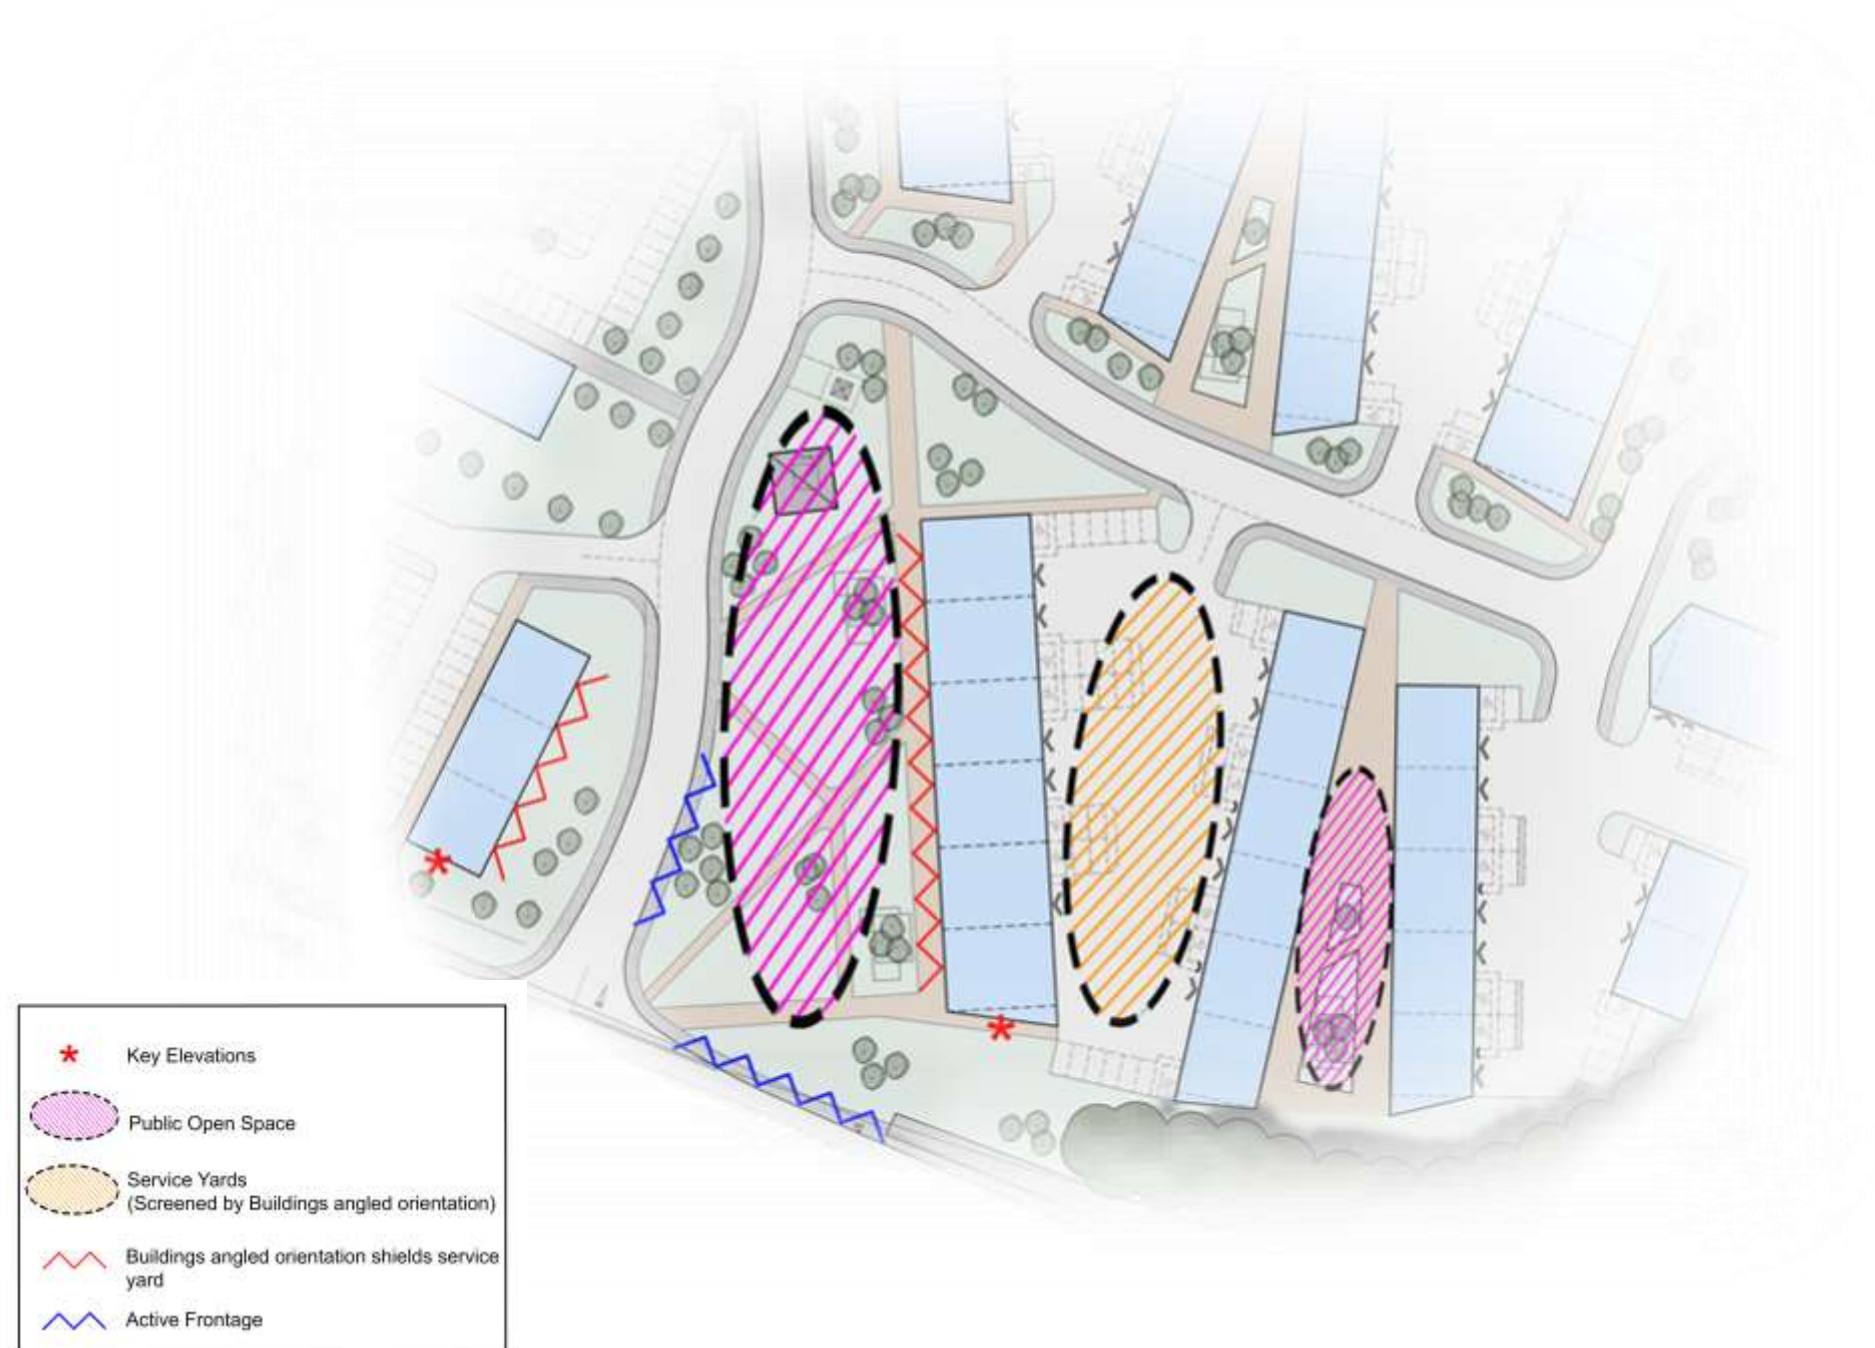 Key Elevations
Public Open Space
Service Yards
(Screened by Buildings angled orientation)
Buildings angled orientation shields service
yard
Active Frontage